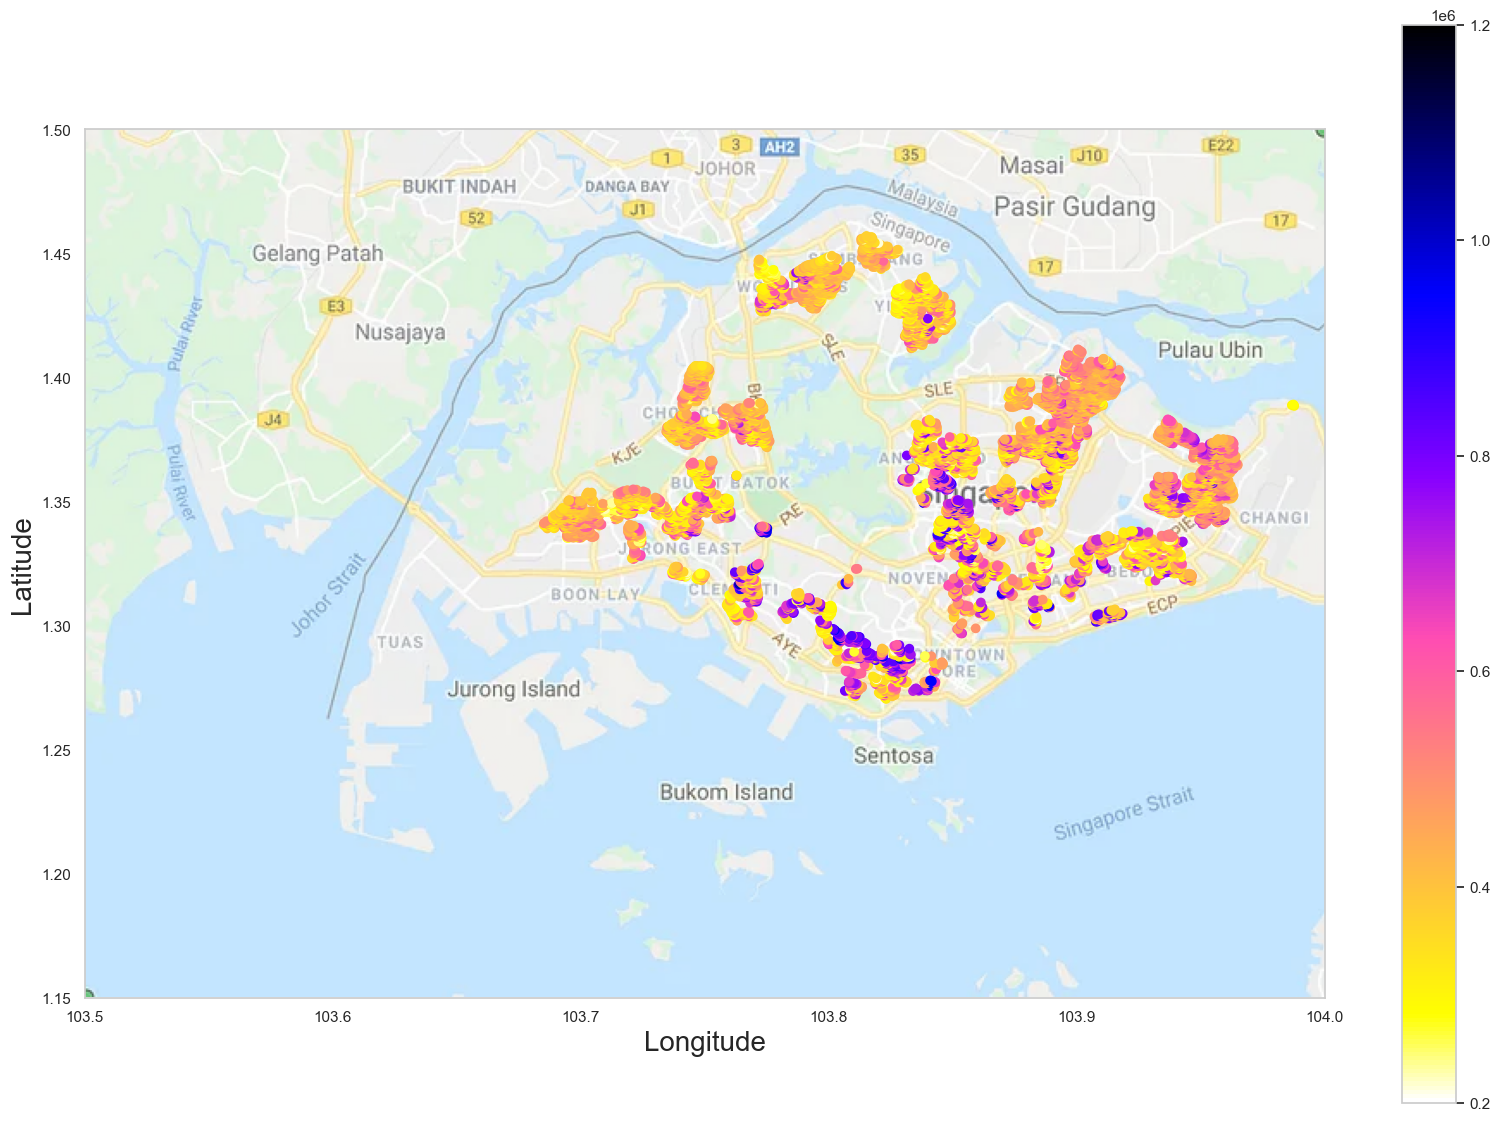 1e6
1.2
1.0
0.8
0.6
0.4
0.2
1.50
1.45
1.40
1.35
1.30
1.25
1.20
1.15
103.5
103.6
103.7
103.8
103.9
104.0
Latitude
Longitude
3
AH2
1
JOHOR
35
Masai
J10
E22
BUKIT INDAH
DANGA BAY
52
J1
Malaysia
Pasir Gudang
17
Singapore
Gelang Patah
17
E3
Nusajaya
Pulai River
SLE
Pulau Ubin
SLE
J4
KJE
Pulai River
BUKIT BATOK
PIE
CHANGI
PIE
JURONG EAST
Johor Strait
BOON LAY
ECP
TUAS
AYE
Jurong Island
Sentosa
Bukom Island
Singapore Strait